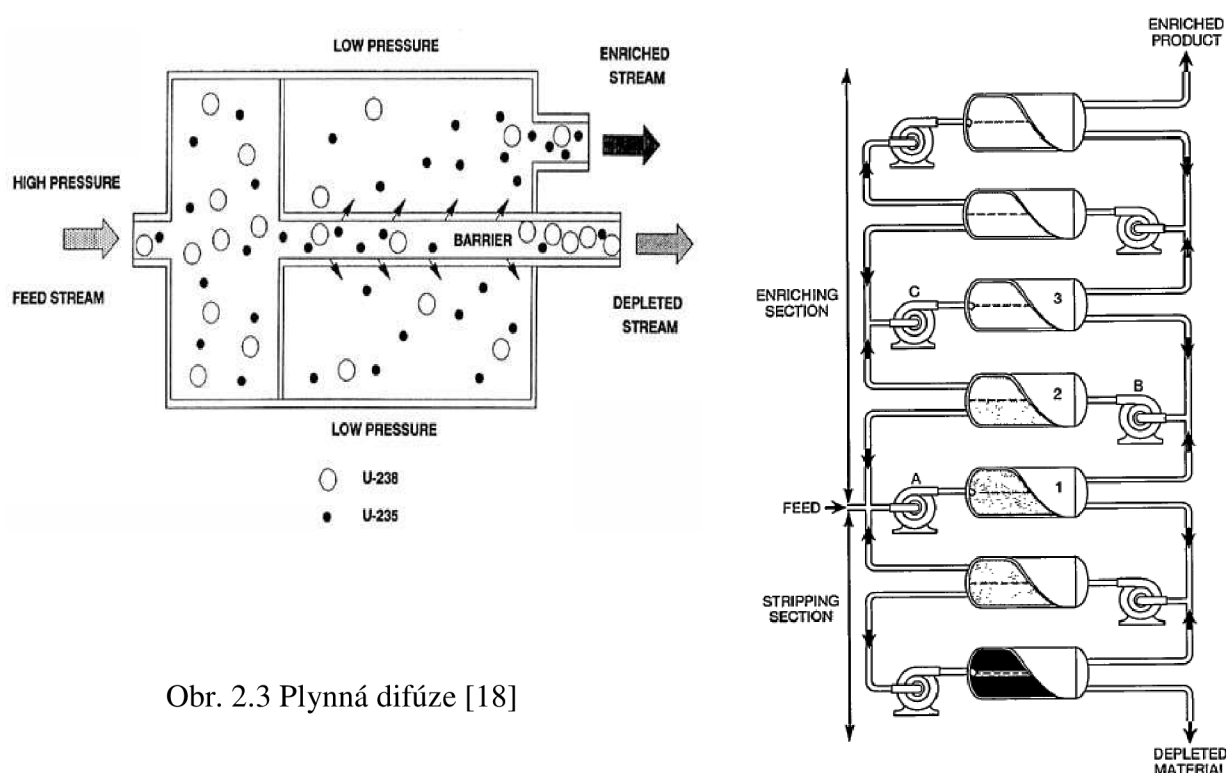 LOW PRESSURE
ENRICHED
STREAM
HIGH PRESSURE
BARRIER
FEED STREAM
DEPLETED
STREAM
LOW PRESSURE
U-238
U-235
Obr. 2.3 Plynná difúze [18]
ENRICHED
PRODUCT
C
3
ENRICHING
SECTION
2
B
A
1
FEED
STRIPPING
SECTION
DEPLETED
MATERIAL